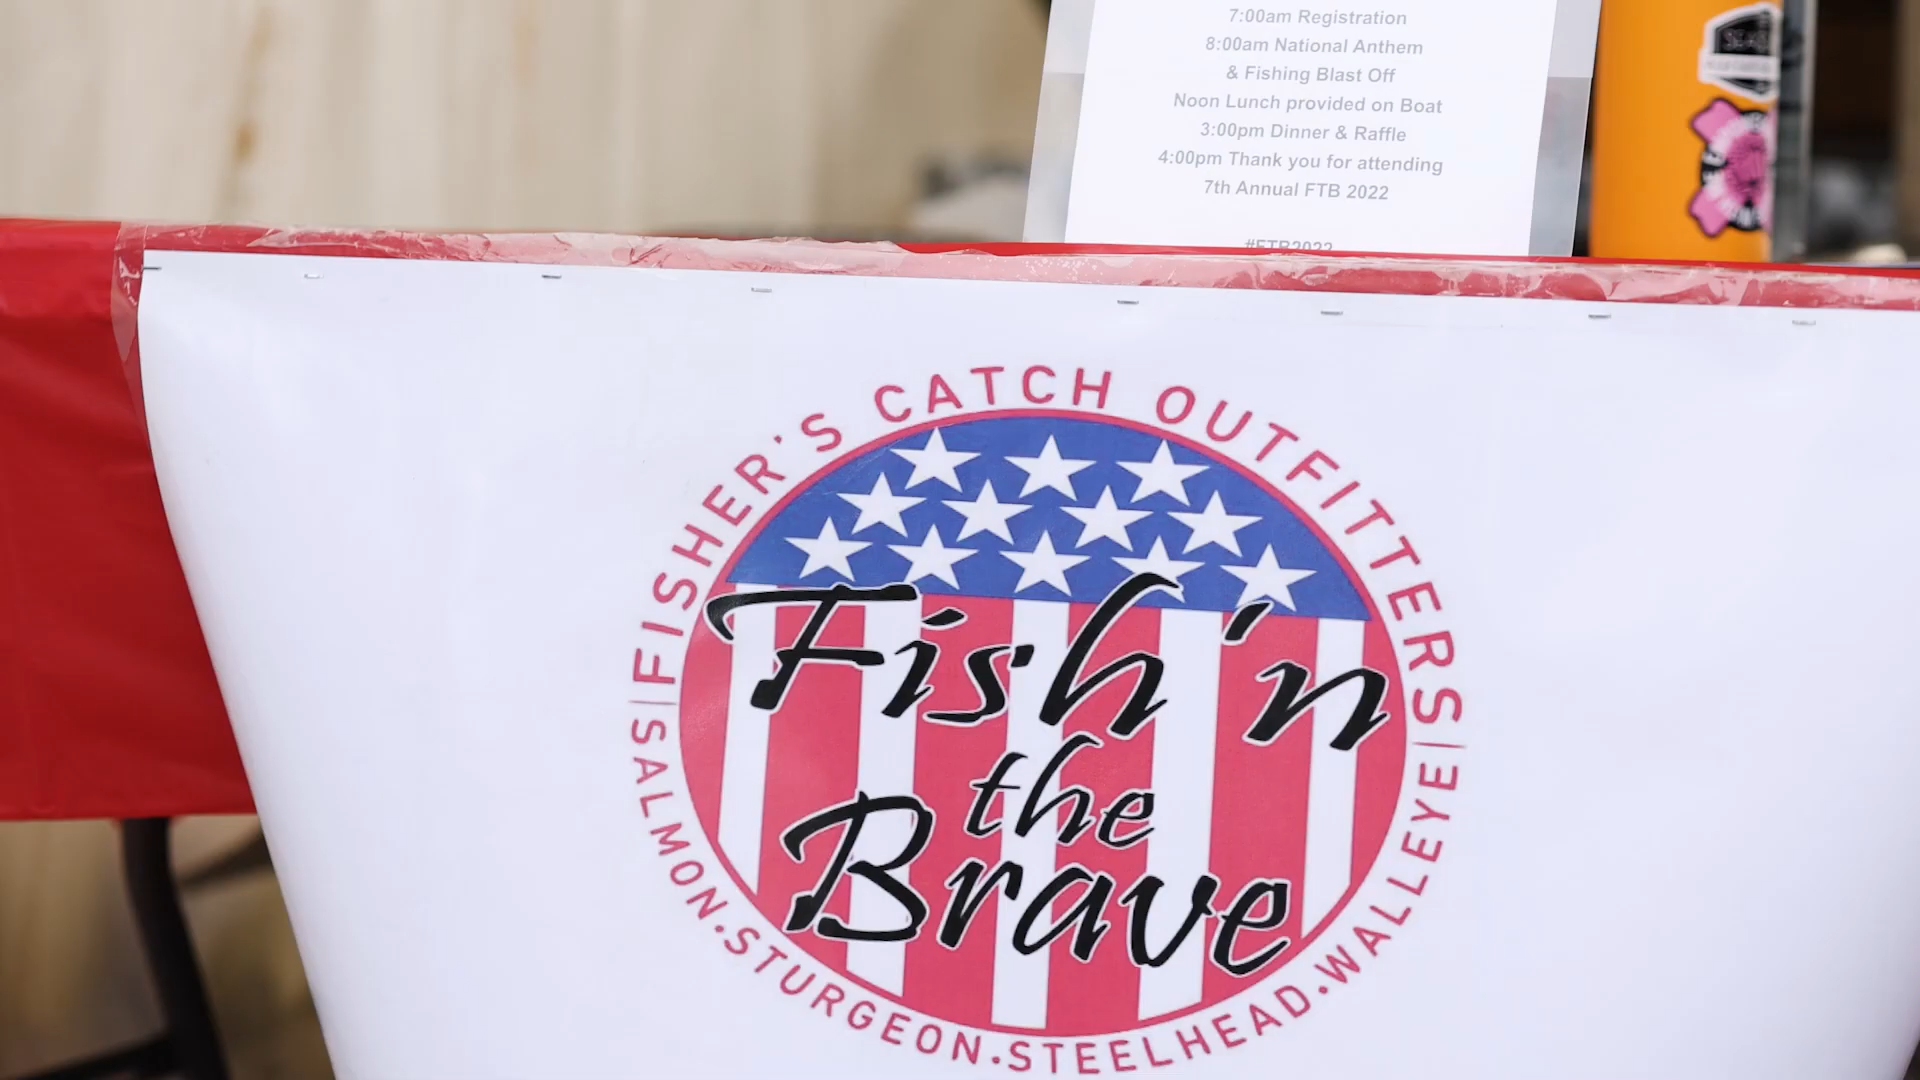 7:00am Registration
8:00am National Anthem
& Fishing Blast Off
Noon Lunch provided on Boat
3:00pm Dinner & Raffle
4:00pm Thank you for attending
7th Annual FTB 2022
#FTB2022
FISHER'S CATCH OUTFITTERS
Fish'n
the
Brave
SALMON.STURGEON.STEELHEAD.WALLEYE